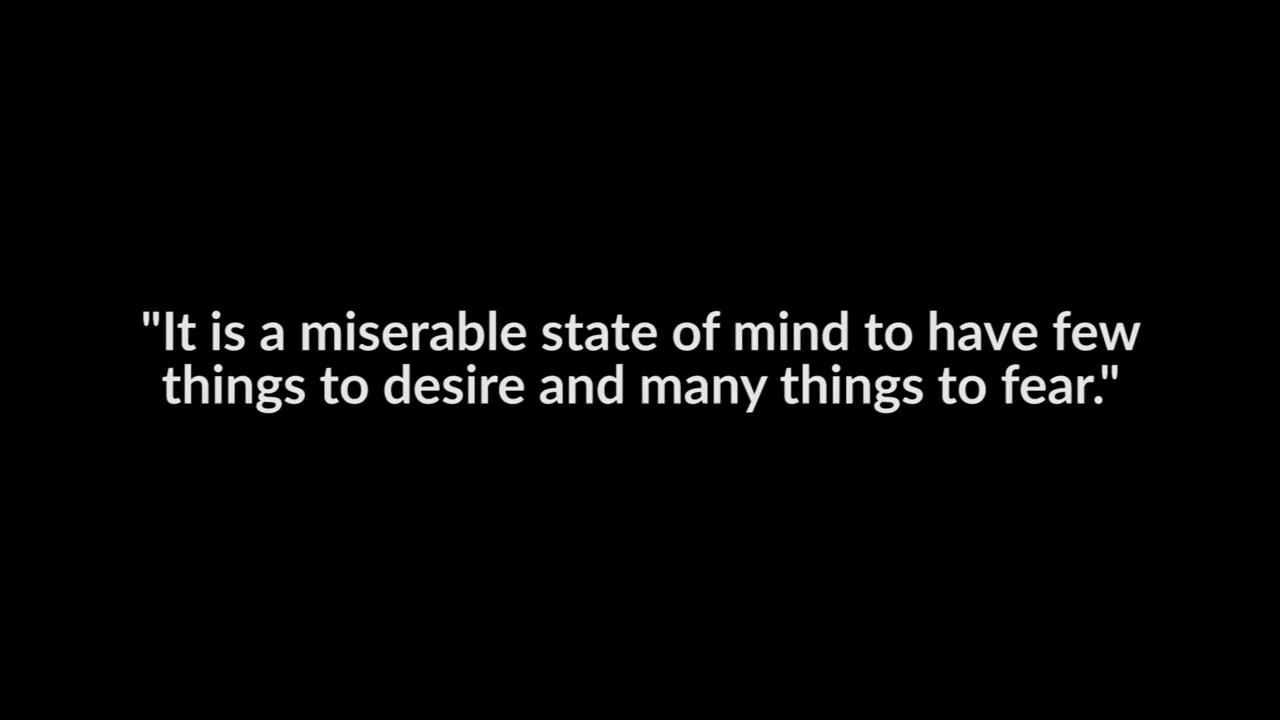 "It is a miserable state of mind to have few
things to desire and many things to fear."